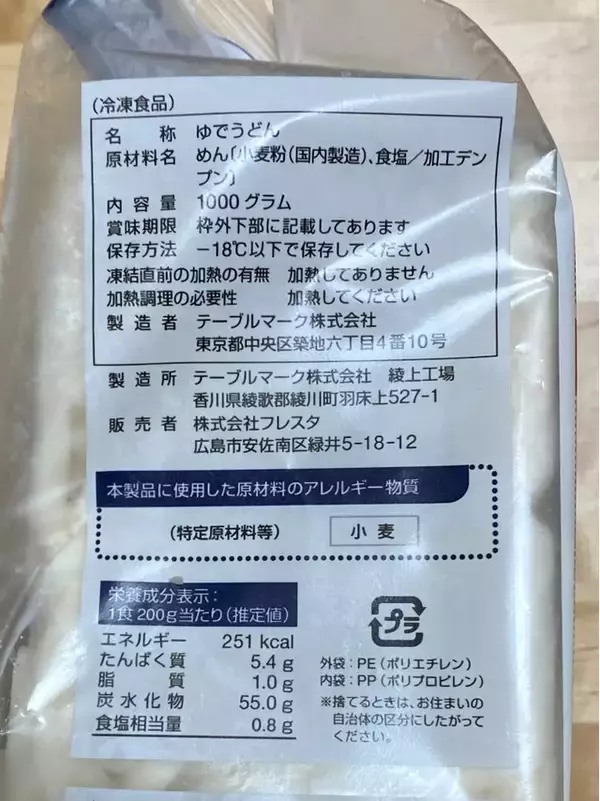 (冷凍食品)
名称 ゆでうどん
原材料名 めん〔小麦粉(国内製造)、食塩/加工デン
プン〕
内容量 1000グラム
賞味期限 枠外下部に記載してあります
保存方法 −18℃以下で保存してください
凍結直前の加熱の有無 加熱してありません
加熱調理の必要性 加熱してください
製造者 テーブルマーク株式会社
東京都中央区築地六丁目4番10号
製造所 テーブルマーク株式会社 綾上工場
香川県綾歌郡綾川町羽床上527-1
販売者 株式会社フレスタ
広島市安佐南区緑井5-18-12
本製品に使用した原材料のアレルギー物質
(特定原材料等) 小麦
栄養成分表示:
1食200g当たり(推定値)
エネルギー 251 kcal
たんぱく質 5.4 g
脂質 1.0 g
炭水化物 55.0 g
食塩相当量 0.8 g
プラ
外袋:PE(ポリエチレン)
内袋:PP(ポリプロピレン)
※捨てるときは、お住まいの
自治体の区分にしたがって
ください。